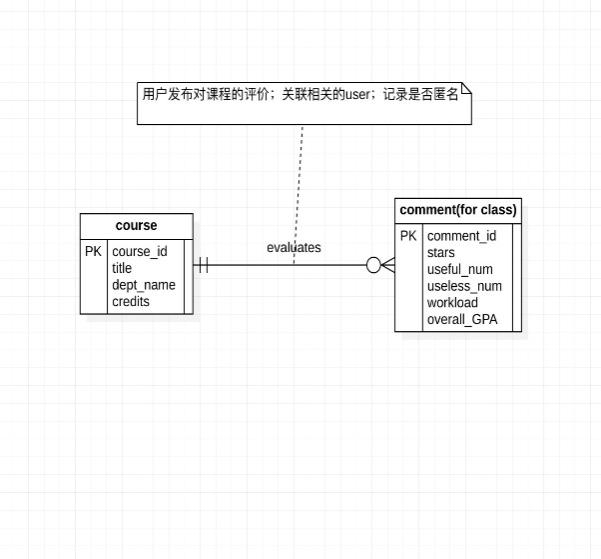 用户发布对课程的评价；关联相关的user；记录是否匿名
comment(for class)
course
PK
comment_id
stars
useful_num
useless_num
workload
overall_GPA
evaluates
PK
course_id
title
dept_name
credits